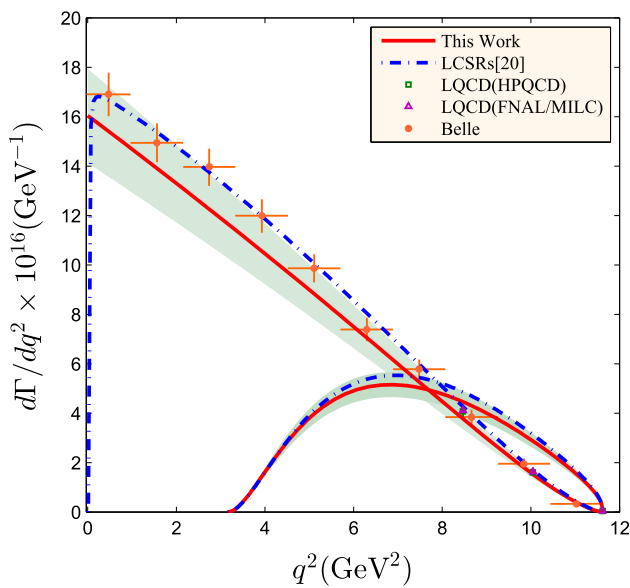 20
18
16
14
12
10
8
6
4
2
0
dΓ/dq² × 10¹⁶(GeV⁻¹)
This Work
LCSRs[20]
LQCD(HPQCD)
LQCD(FNAL/MILC)
Belle
0 2 4 6 8 10 12
q²(GeV²)